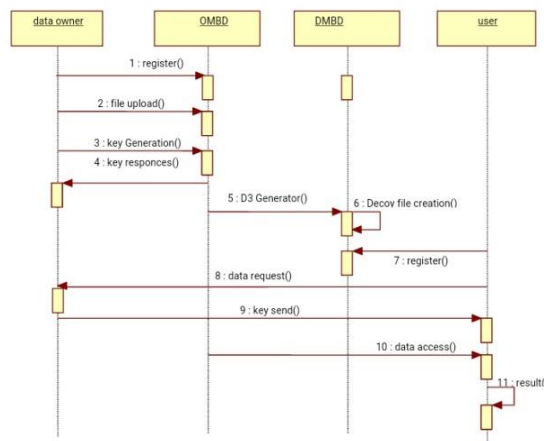 data owner
OMBD
DMBD
user
1 : register()
2 : file upload()
3 : key Generation()
4 : key responces()
5 : D3 Generator()
6 : Decoy file creation()
7 : register()
8 : data request()
9 : key send()
10 : data access()
11 : result(